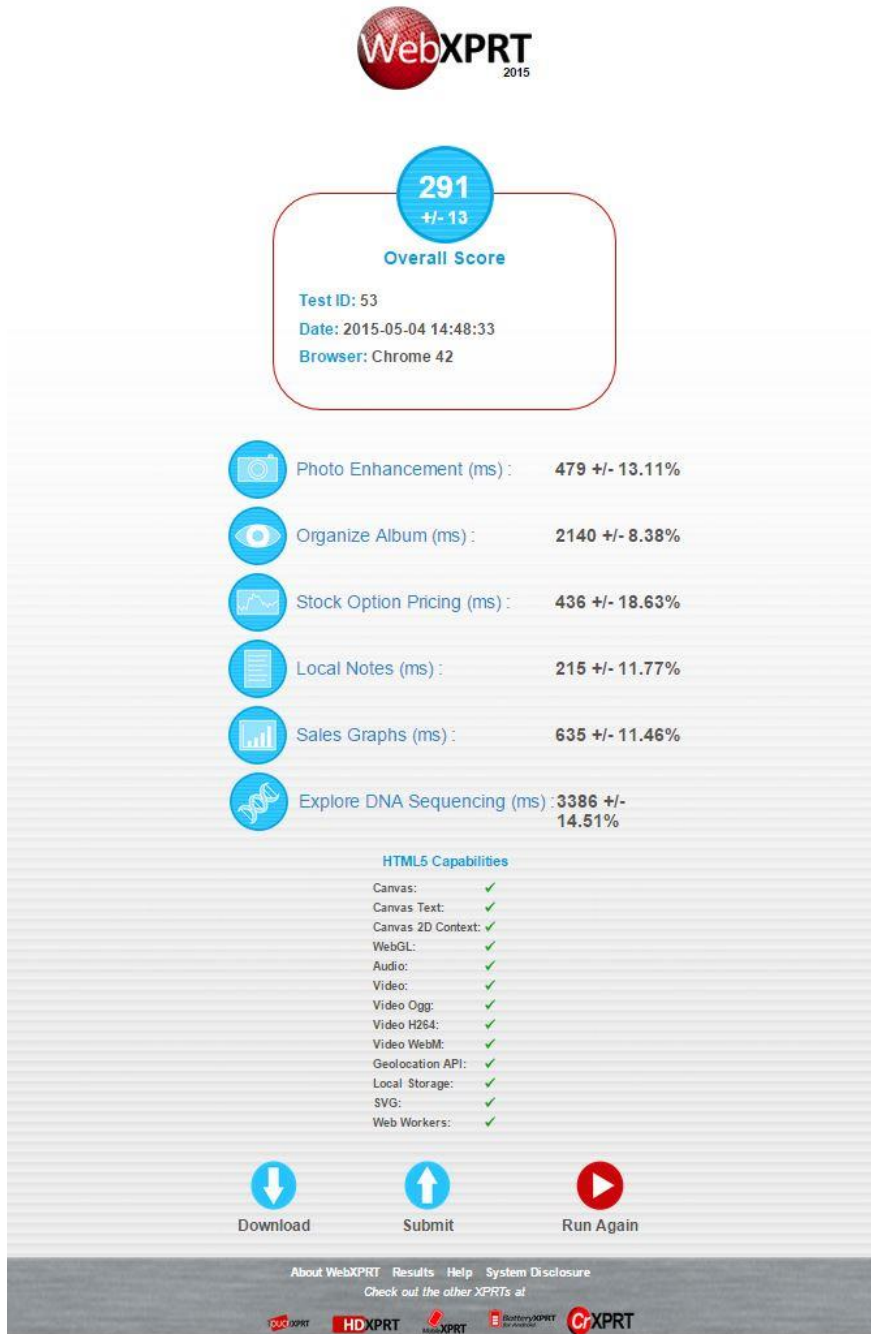 WebXPRT
2015
291
+/- 13
Overall Score
Test ID: 53
Date: 2015-05-04 14:48:33
Browser: Chrome 42
Photo Enhancement (ms) : 479 +/- 13.11%
Organize Album (ms) : 2140 +/- 8.38%
Stock Option Pricing (ms) : 436 +/- 18.63%
Local Notes (ms) : 215 +/- 11.77%
Sales Graphs (ms) : 635 +/- 11.46%
Explore DNA Sequencing (ms) : 3386 +/-
14.51%
HTML5 Capabilities
Canvas: ✓
Canvas Text: ✓
Canvas 2D Context: ✓
WebGL: ✓
Audio: ✓
Video: ✓
Video Ogg: ✓
Video H264: ✓
Video WebM: ✓
Geolocation API: ✓
Local Storage: ✓
SVG: ✓
Web Workers: ✓
Download Submit Run Again
About WebXPRT Results Help System Disclosure
Check out the other XPRTs at
HDXPRT MobileXPRT BatteryXPRT CrXPRT
for Android